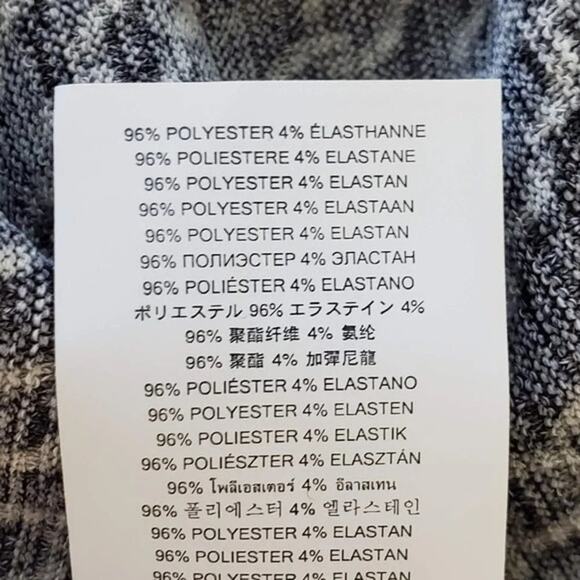 96% POLYESTER 4% ÉLASTHANNE
96% POLIESTERE 4% ELASTANE
96% POLYESTER 4% ELASTAN
96% POLYESTER 4% ELASTAAN
96% POLYESTER 4% ELASTAN
96% ПОЛИЭСТЕР 4% ЭЛАСТАН
96% POLIÉSTER 4% ELASTANO
ポリエステル 96% エラステイン 4%
96% 聚酯纤维 4% 氨纶
96% 聚酯 4% 加彈尼龍
96% POLIÉSTER 4% ELASTANO
96% POLYESTER 4% ELASTEN
96% POLIESTER 4% ELASTIK
96% POLIÉSZTER 4% ELASZTÁN
96% โพลีเอสเตอร์ 4% อีลาสเทน
96% 폴리에스터 4% 엘라스테인
96% POLYESTER 4% ELASTAN
96% POLIESTER 4% ELASTAN
96% POLYESTER 4% ELASTAN